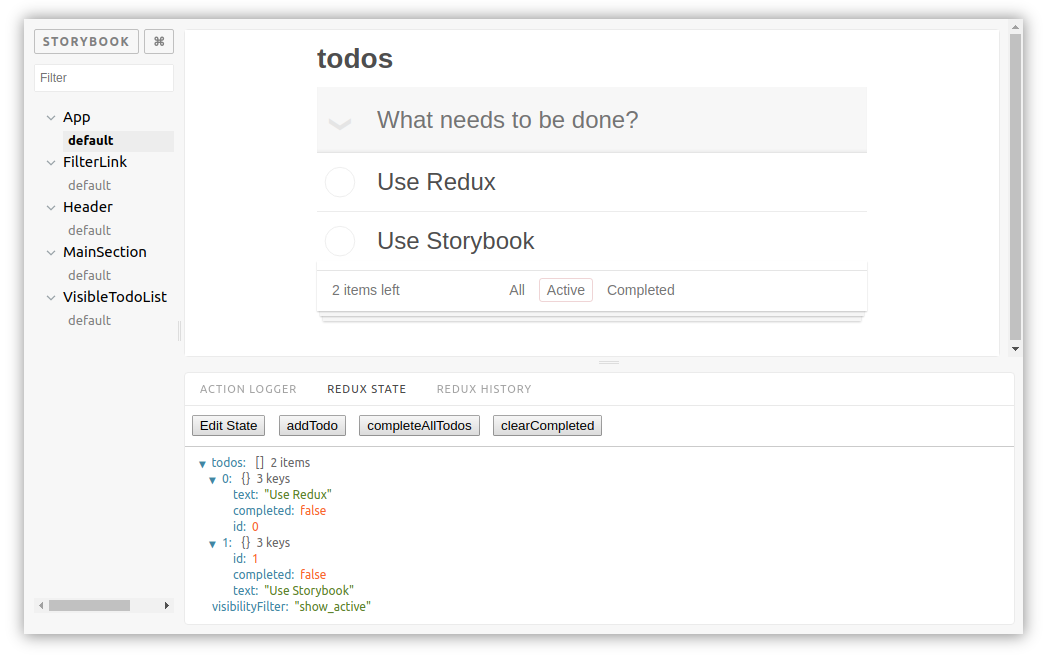 STORYBOOK ⌘
Filter
App
default
FilterLink
default
Header
default
MainSection
default
VisibleTodoList
default
todos
What needs to be done?
Use Redux
Use Storybook
2 items left All Active Completed
ACTION LOGGER REDUX STATE REDUX HISTORY
Edit State addTodo completeAllTodos clearCompleted
▼ todos: [] 2 items
▼ 0: {} 3 keys
text: "Use Redux"
completed: false
id: 0
▼ 1: {} 3 keys
id: 1
completed: false
text: "Use Storybook"
visibilityFilter: "show_active"